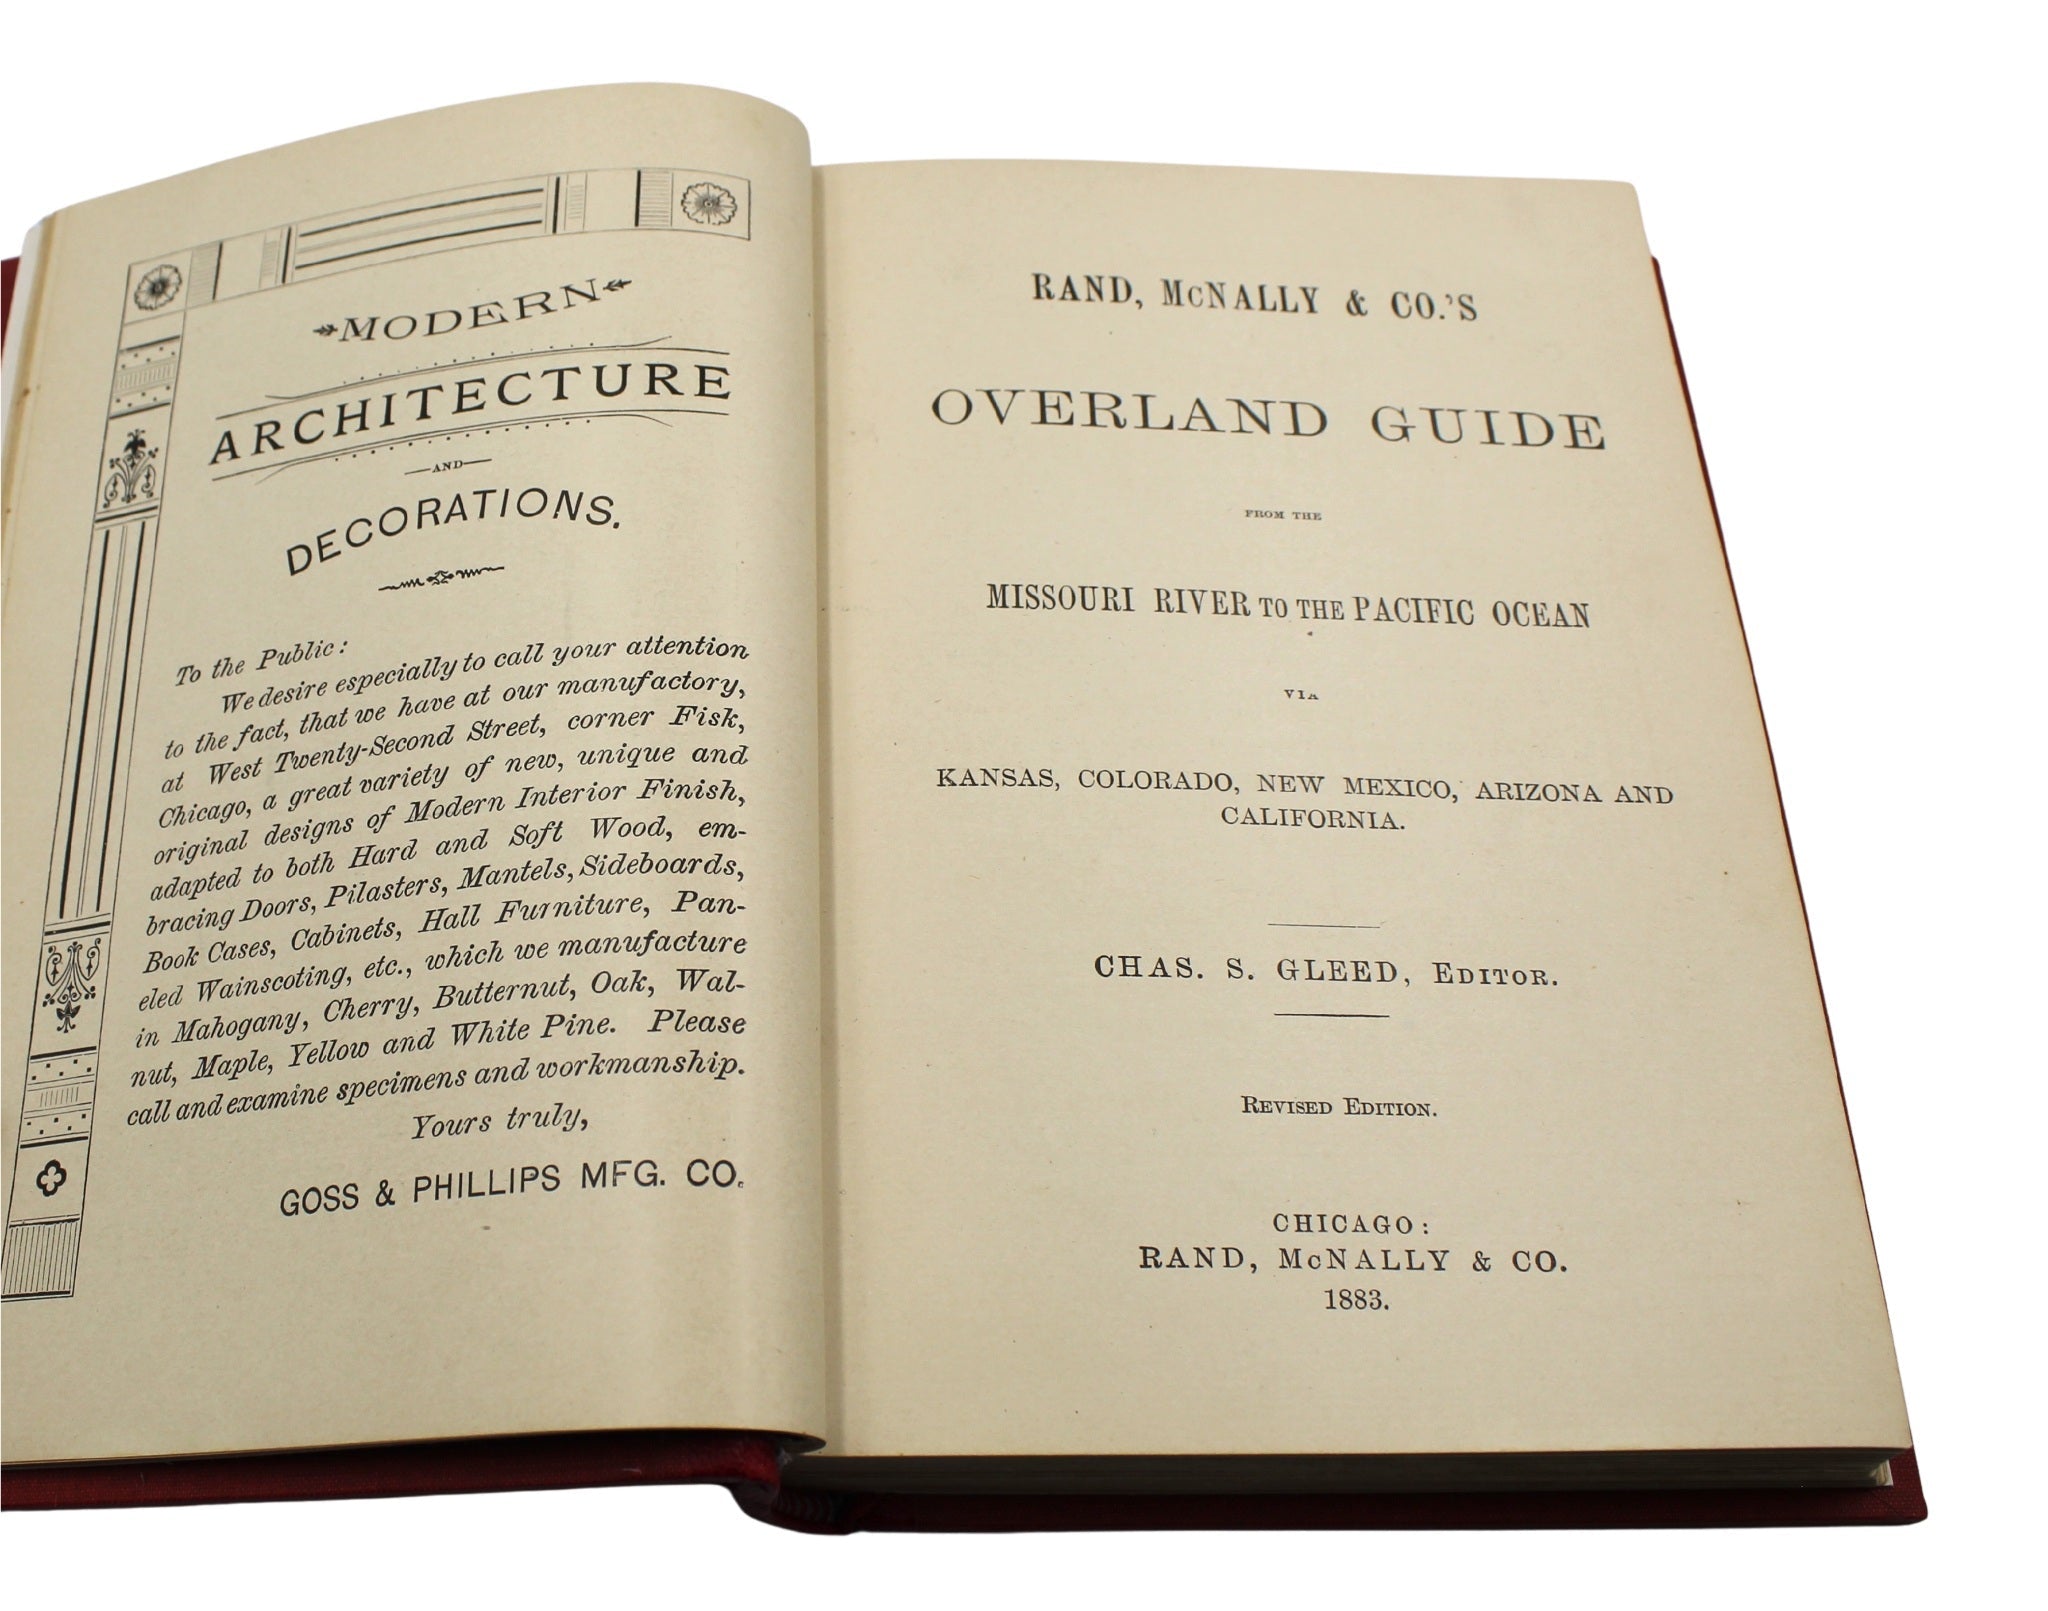 MODERN
ARCHITECTURE
AND
DECORATIONS.
To the Public:
We desire especially to call your attention
to the fact, that we have at our manufactory,
at West Twenty-Second Street, corner Fisk,
Chicago, a great variety of new, unique and
original designs of Modern Interior Finish,
adapted to both Hard and Soft Wood, em-
bracing Doors, Pilasters, Mantels, Sideboards,
Book Cases, Cabinets, Hall Furniture, Pan-
eled Wainscoting, etc., which we manufacture
in Mahogany, Cherry, Butternut, Oak, Wal-
nut, Maple, Yellow and White Pine. Please
call and examine specimens and workmanship.
Yours truly,
GOSS & PHILLIPS MFG. CO.
RAND, McNALLY & CO.'S
OVERLAND GUIDE
FROM THE
MISSOURI RIVER TO THE PACIFIC OCEAN
VIA
KANSAS, COLORADO, NEW MEXICO, ARIZONA AND
CALIFORNIA.
CHAS. S. GLEED, EDITOR.
REVISED EDITION.
CHICAGO:
RAND, McNALLY & CO.
1883.